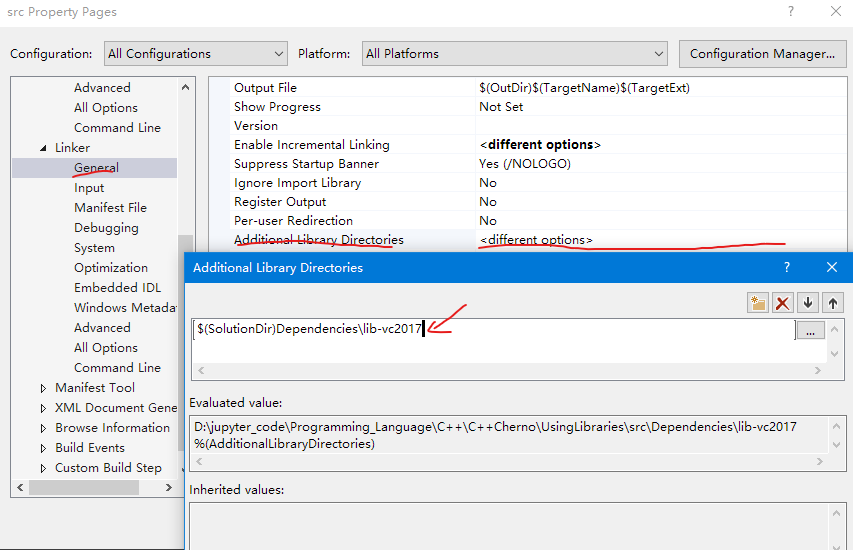 src Property Pages
Configuration: All Configurations Platform: All Platforms Configuration Manager...
Advanced
All Options
Command Line
Linker
General
Input
Manifest File
Debugging
System
Optimization
Embedded IDL
Windows Metada
Advanced
All Options
Command Line
Manifest Tool
XML Document Gene
Browse Information
Build Events
Custom Build Step
Output File $(OutDir)$(TargetName)$(TargetExt)
Show Progress Not Set
Version
Enable Incremental Linking <different options>
Suppress Startup Banner Yes (/NOLOGO)
Ignore Import Library No
Register Output No
Per-user Redirection No
Additional Library Directories <different options>
Additional Library Directories
$(SolutionDir)Dependencies\lib-vc2017
...
Evaluated value:
D:\jupyter_code\Programming_Language\C++\C++Cherno\UsingLibraries\src\Dependencies\lib-vc2017
%(AdditionalLibraryDirectories)
Inherited values: